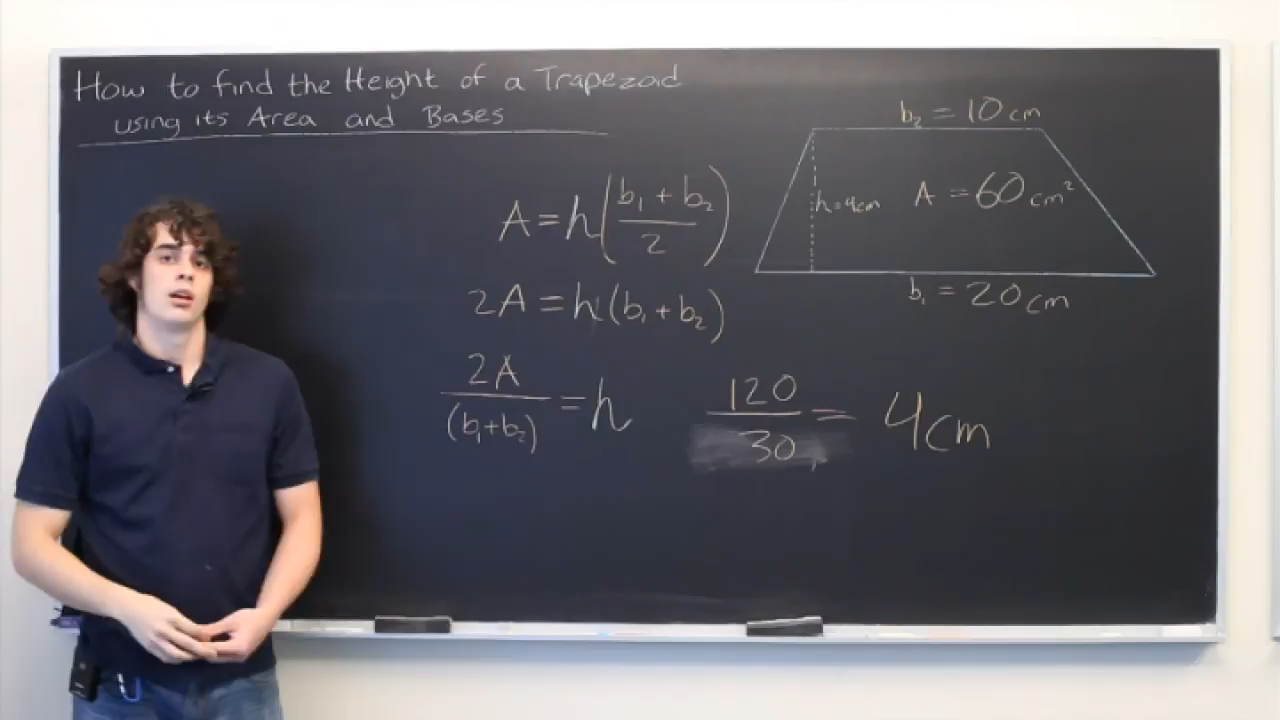 How to find the Height of a Trapezoid
using its Area and Bases
b₂ = 10 cm
h = 4cm
A = 60 cm²
b₁ = 20 cm
A = h((b₁ + b₂)/2)
2A = h(b₁ + b₂)
2A/(b₁+b₂) = h
120/30 = 4cm